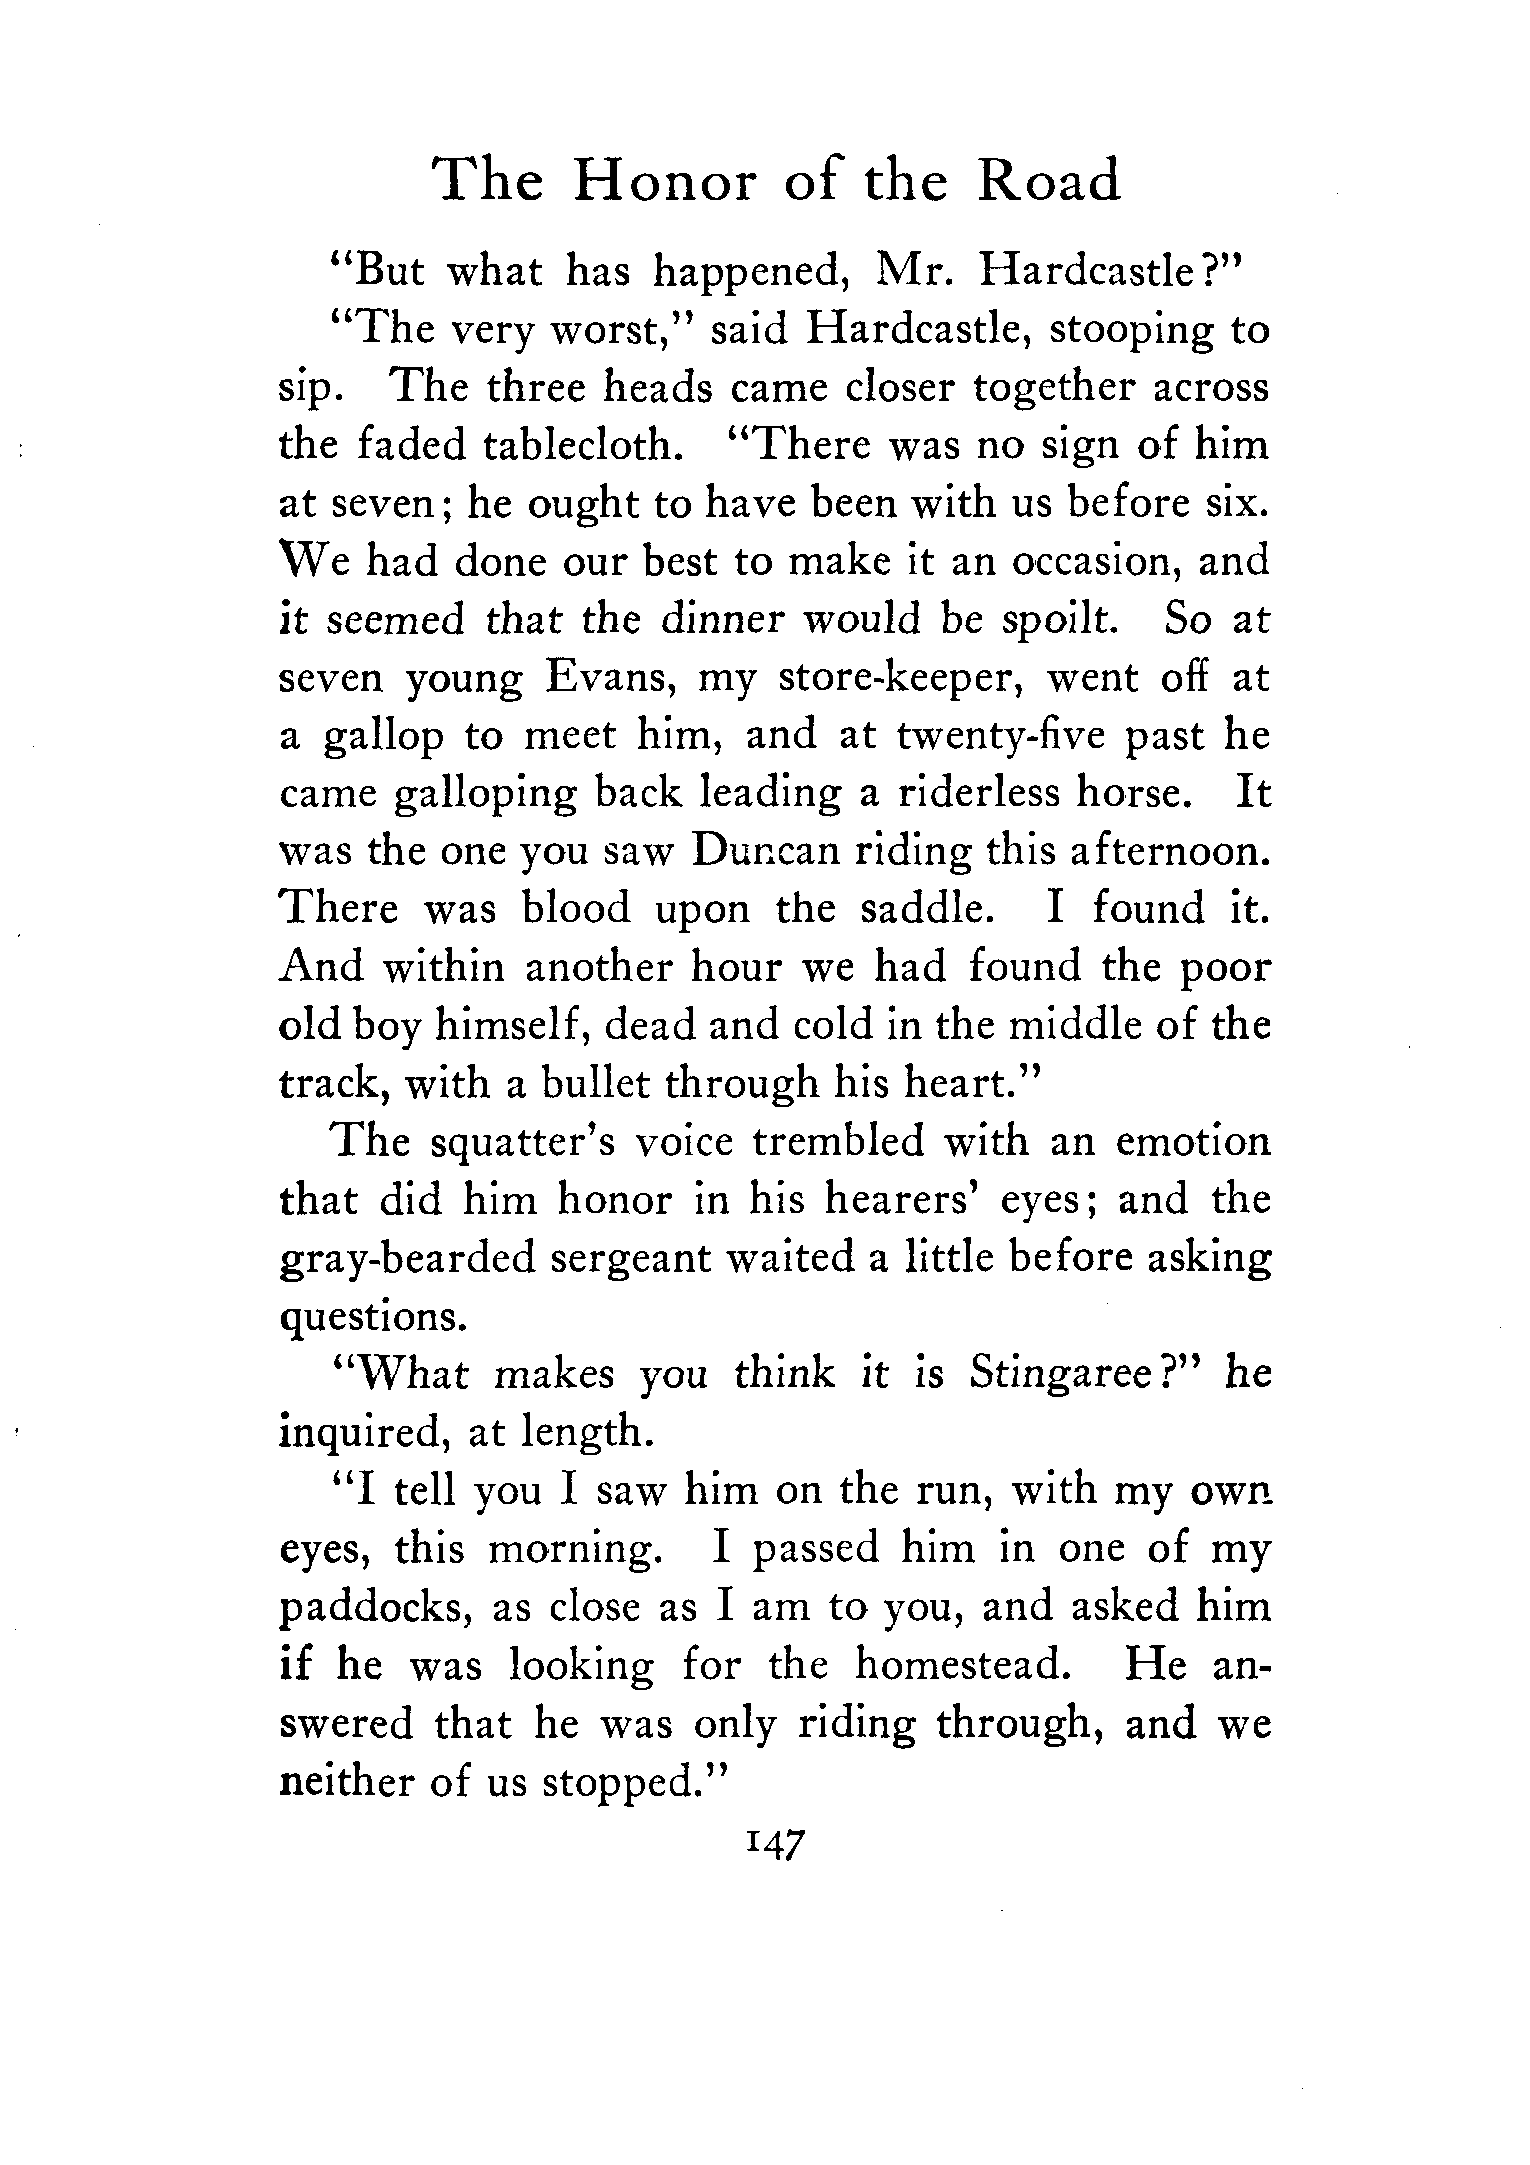 The Honor of the Road
“But what has happened, Mr. Hardcastle?”
“The very worst,” said Hardcastle, stooping to
sip. The three heads came closer together across
the faded tablecloth. “There was no sign of him
at seven; he ought to have been with us before six.
We had done our best to make it an occasion, and
it seemed that the dinner would be spoilt. So at
seven young Evans, my store-keeper, went off at
a gallop to meet him, and at twenty-five past he
came galloping back leading a riderless horse. It
was the one you saw Duncan riding this afternoon.
There was blood upon the saddle. I found it.
And within another hour we had found the poor
old boy himself, dead and cold in the middle of the
track, with a bullet through his heart.”
The squatter’s voice trembled with an emotion
that did him honor in his hearers’ eyes; and the
gray-bearded sergeant waited a little before asking
questions.
“What makes you think it is Stingaree?” he
inquired, at length.
“I tell you I saw him on the run, with my own
eyes, this morning. I passed him in one of my
paddocks, as close as I am to you, and asked him
if he was looking for the homestead. He an-
swered that he was only riding through, and we
neither of us stopped.”
147